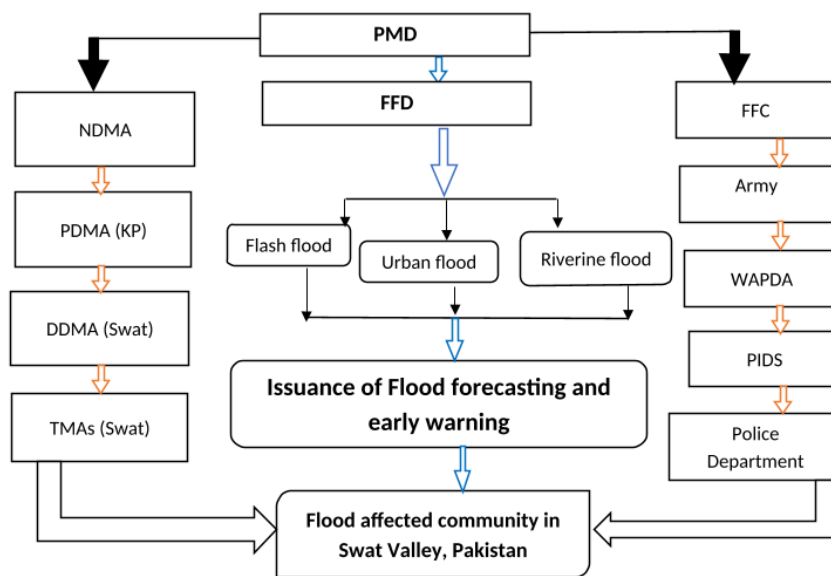 PMD
FFD
NDMA
FFC
PDMA (KP)
Army
Flash flood
Urban flood
Riverine flood
DDMA (Swat)
WAPDA
PIDS
Issuance of Flood forecasting and
early warning
TMAs (Swat)
Police
Department
Flood affected community in
Swat Valley, Pakistan